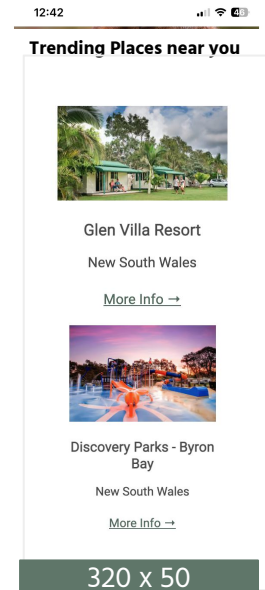 12:42
46
Trending Places near you
Glen Villa Resort
New South Wales
More Info →
Discovery Parks - Byron
Bay
New South Wales
More Info →
320 x 50